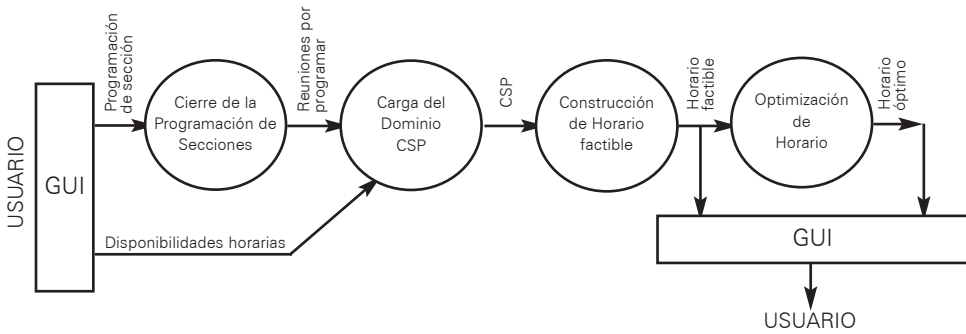 USUARIO
GUI
Programación
de sección
Cierre de la
Programación de
Secciones
Reuniones por
programar
Carga del
Dominio
CSP
CSP
Construcción
de Horario
factible
Horario
factible
Optimización
de
Horario
Horario
óptimo
Disponibilidades horarias
GUI
USUARIO